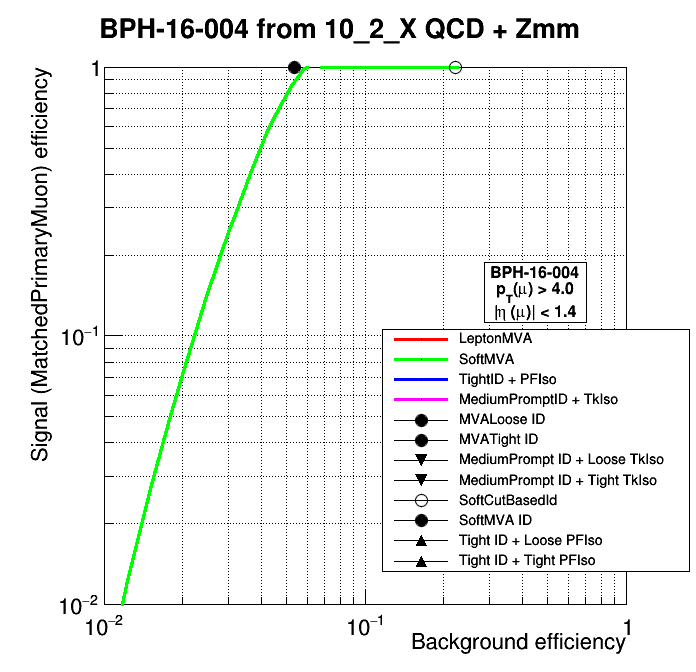 BPH-16-004 from 10_2_X QCD + Zmm
Signal (MatchedPrimaryMuon) efficiency
1
10⁻¹
10⁻²
BPH-16-004
p_T(μ) > 4.0
|η (μ)| < 1.4
LeptonMVA
SoftMVA
TightID + PFIso
MediumPromptID + TkIso
MVALoose ID
MVATight ID
MediumPrompt ID + Loose TkIso
MediumPrompt ID + Tight TkIso
SoftCutBasedId
SoftMVA ID
Tight ID + Loose PFIso
Tight ID + Tight PFIso
10⁻² 10⁻¹ 1
Background efficiency